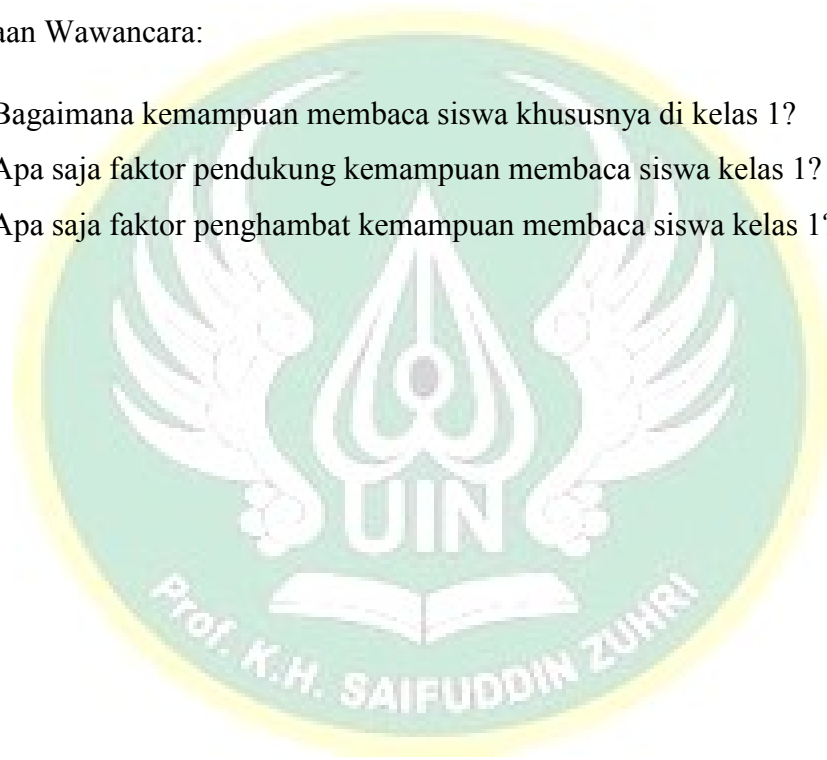 aan Wawancara:
Bagaimana kemampuan membaca siswa khususnya di kelas 1?
Apa saja faktor pendukung kemampuan membaca siswa kelas 1?
Apa saja faktor penghambat kemampuan membaca siswa kelas 1
UIN
Prof. K.H. SAIFUDDIN ZUHRI